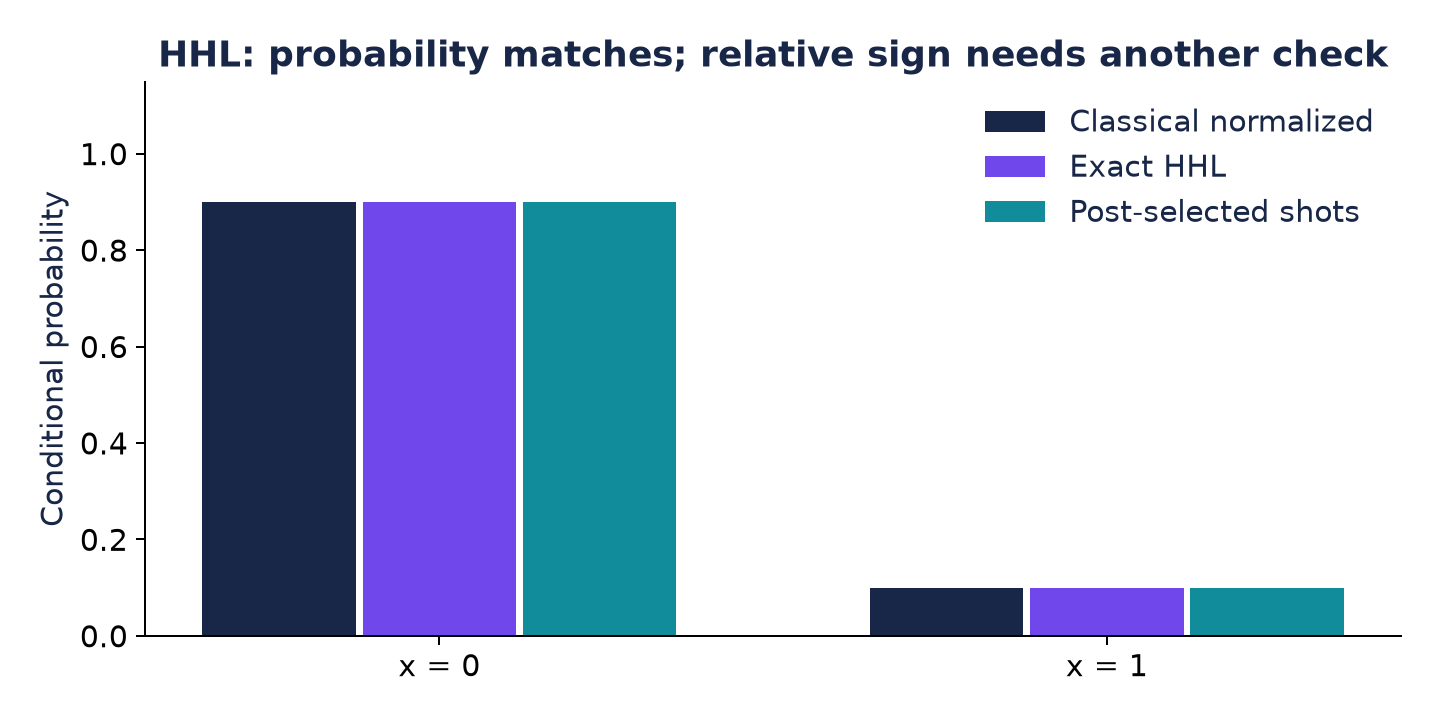 HHL: probability matches; relative sign needs another check
Classical normalized
Exact HHL
Post-selected shots
Conditional probability
1.0
0.8
0.6
0.4
0.2
0.0
x = 0
x = 1